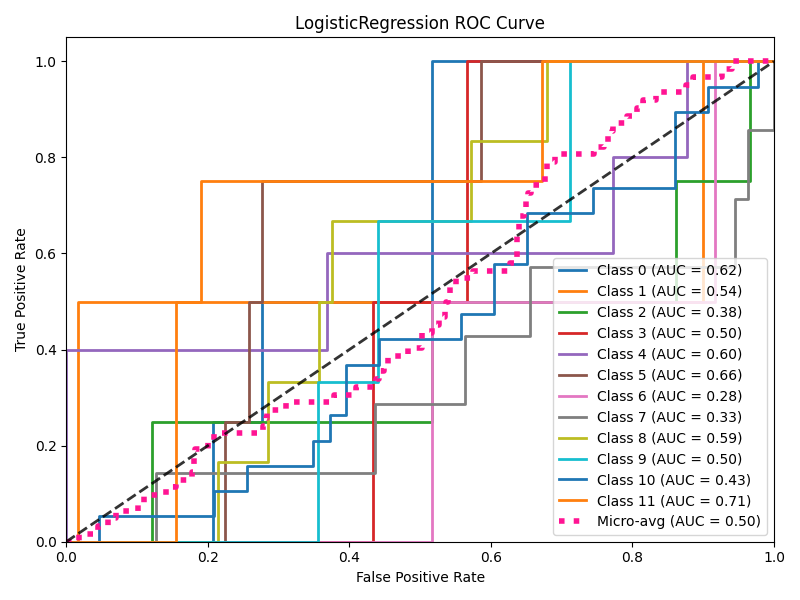 LogisticRegression ROC Curve
True Positive Rate
1.0
0.8
0.6
0.4
0.2
0.0
Class 0 (AUC = 0.62)
Class 1 (AUC = 0.54)
Class 2 (AUC = 0.38)
Class 3 (AUC = 0.50)
Class 4 (AUC = 0.60)
Class 5 (AUC = 0.66)
Class 6 (AUC = 0.28)
Class 7 (AUC = 0.33)
Class 8 (AUC = 0.59)
Class 9 (AUC = 0.50)
Class 10 (AUC = 0.43)
Class 11 (AUC = 0.71)
Micro-avg (AUC = 0.50)
0.0 0.2 0.4 0.6 0.8 1.0
False Positive Rate